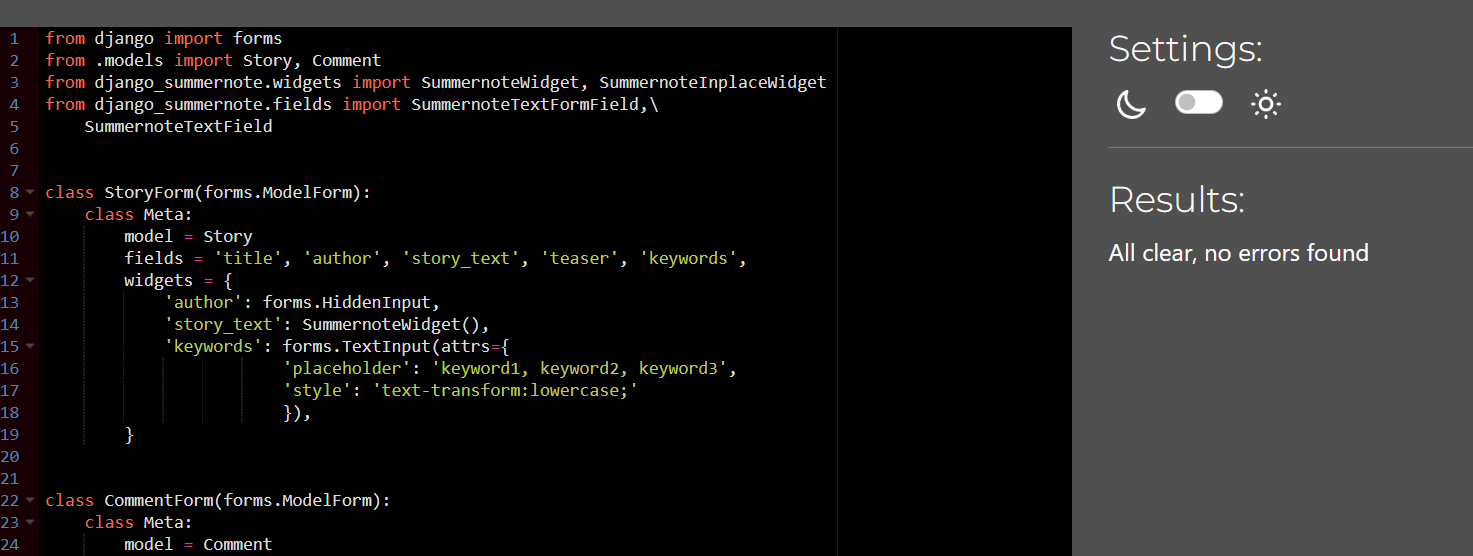 1 from django import forms
2 from .models import Story, Comment
3 from django_summernote.widgets import SummernoteWidget, SummernoteInplaceWidget
4 from django_summernote.fields import SummernoteTextFormField,\
5     SummernoteTextField
6
7
8 class StoryForm(forms.ModelForm):
9     class Meta:
10         model = Story
11         fields = 'title', 'author', 'story_text', 'teaser', 'keywords',
12         widgets = {
13             'author': forms.HiddenInput,
14             'story_text': SummernoteWidget(),
15             'keywords': forms.TextInput(attrs={
16                         'placeholder': 'keyword1, keyword2, keyword3',
17                         'style': 'text-transform:lowercase;'
18                         }),
19         }
20
21
22 class CommentForm(forms.ModelForm):
23     class Meta:
24         model = Comment
Settings:
Results:
All clear, no errors found